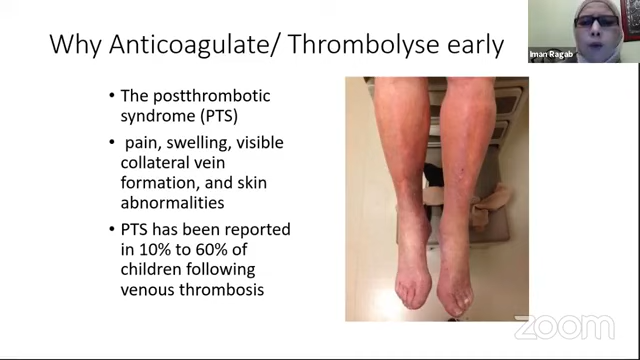 Why Anticoagulate/ Thrombolyse early
Iman Ragab
• The postthrombotic
syndrome (PTS)
• pain, swelling, visible
collateral vein
formation, and skin
abnormalities
• PTS has been reported
in 10% to 60% of
children following
venous thrombosis
zoom